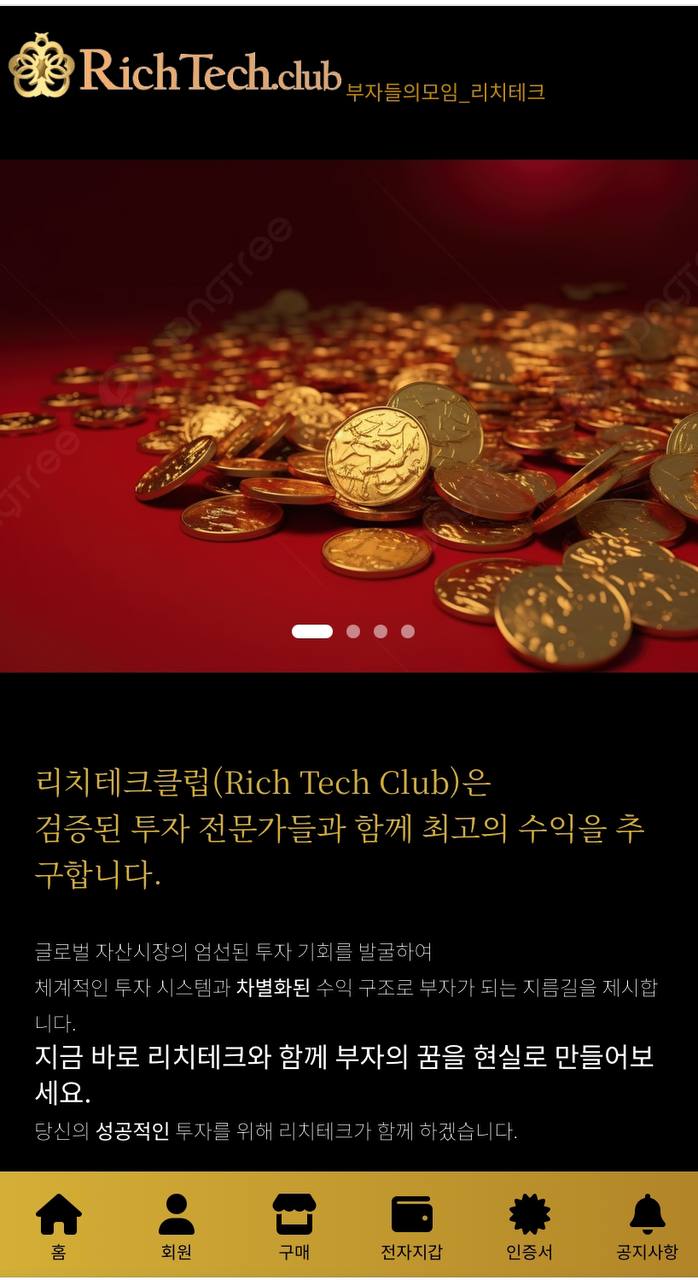 RichTech.club 부자들의모임_리치테크
pngtree
리치테크클럽(Rich Tech Club)은
검증된 투자 전문가들과 함께 최고의 수익을 추
구합니다.
글로벌 자산시장의 엄선된 투자 기회를 발굴하여
체계적인 투자 시스템과 차별화된 수익 구조로 부자가 되는 지름길을 제시합
니다.
지금 바로 리치테크와 함께 부자의 꿈을 현실로 만들어보
세요.
당신의 성공적인 투자를 위해 리치테크가 함께 하겠습니다.
홈 회원 구매 전자지갑 인증서 공지사항